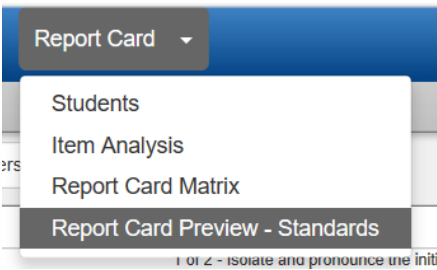 Report Card
Students
Item Analysis
ers
Report Card Matrix
Report Card Preview - Standards
1 of 2 - Isolate and pronounce the initi